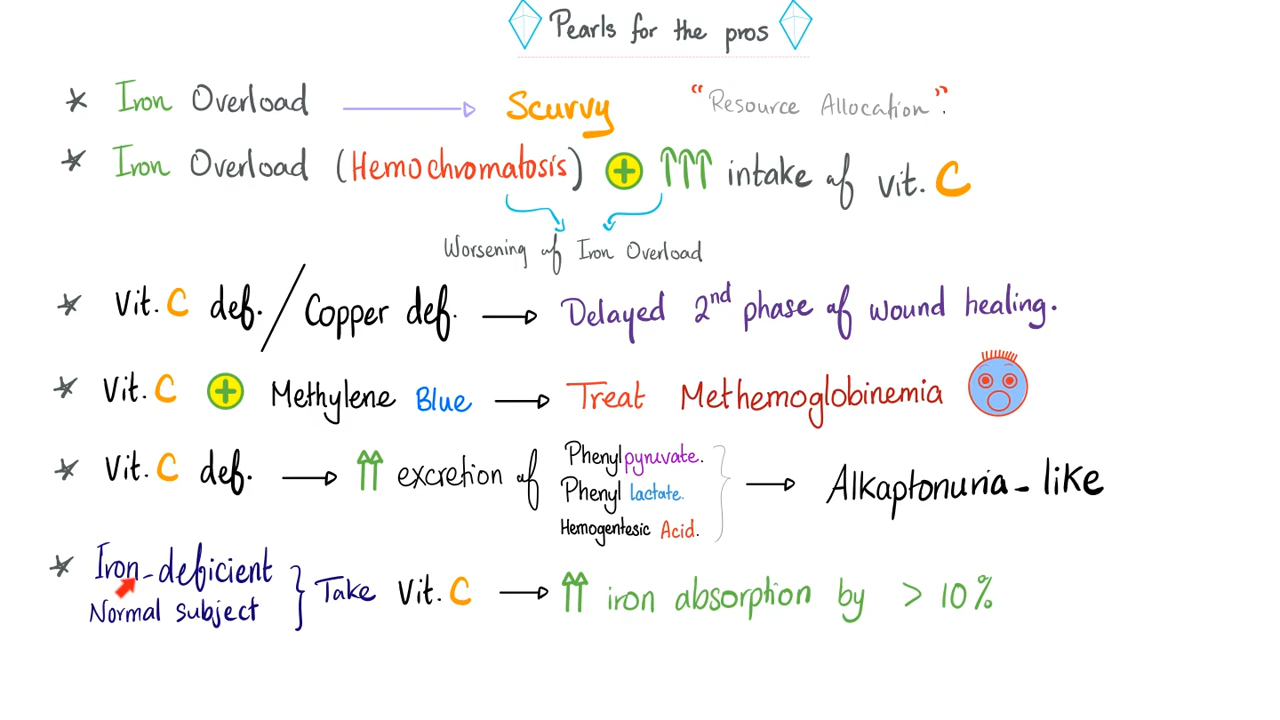 Pearls for the pros
* Iron Overload → Scurvy "Resource Allocation".
* Iron Overload (Hemochromatosis) + ↑↑↑ intake of vit. C
Worsening of Iron Overload
* Vit. C def. / Copper def. → Delayed 2nd phase of wound healing.
* Vit. C + Methylene Blue → Treat Methemoglobinemia
* Vit. C def. → ↑↑ excretion of
Phenylpyruvate.
Phenyl lactate.
Hemogentesic Acid.
→ Alkaptonuria-like
* Iron-deficient
Normal subject
} Take Vit. C → ↑↑ iron absorption by > 10%